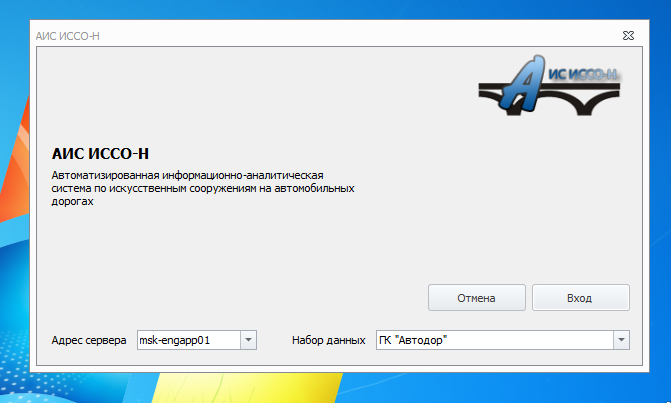 АИС ИССО-Н
АИС ИССО-Н
АИС ИССО-Н
Автоматизированная информационно-аналитическая
система по искусственным сооружениям на автомобильных
дорогах
Отмена
Вход
Адрес сервера
msk-engapp01
Набор данных
ГК "Автодор"